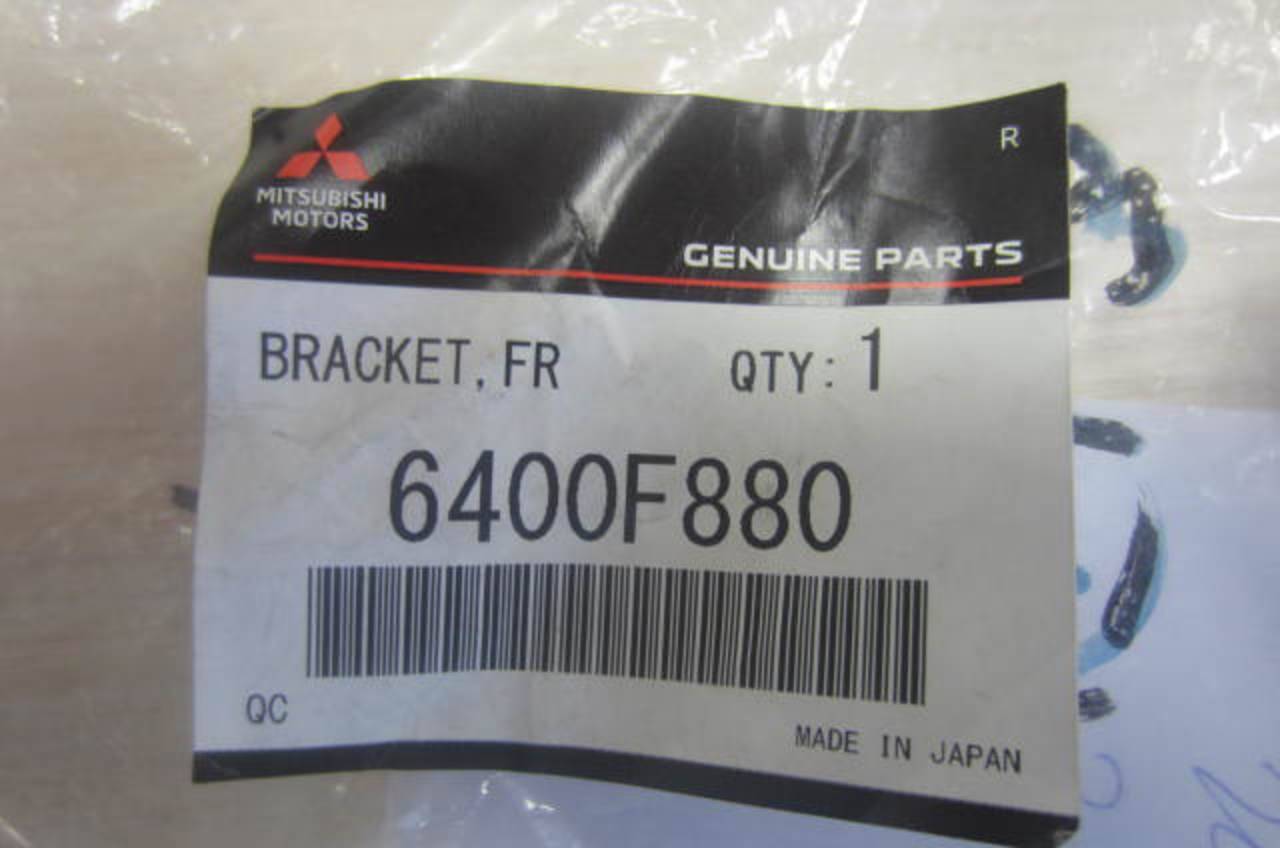 R
MITSUBISHI
MOTORS
GENUINE PARTS
BRACKET, FR QTY: 1
6400F880
QC
MADE IN JAPAN